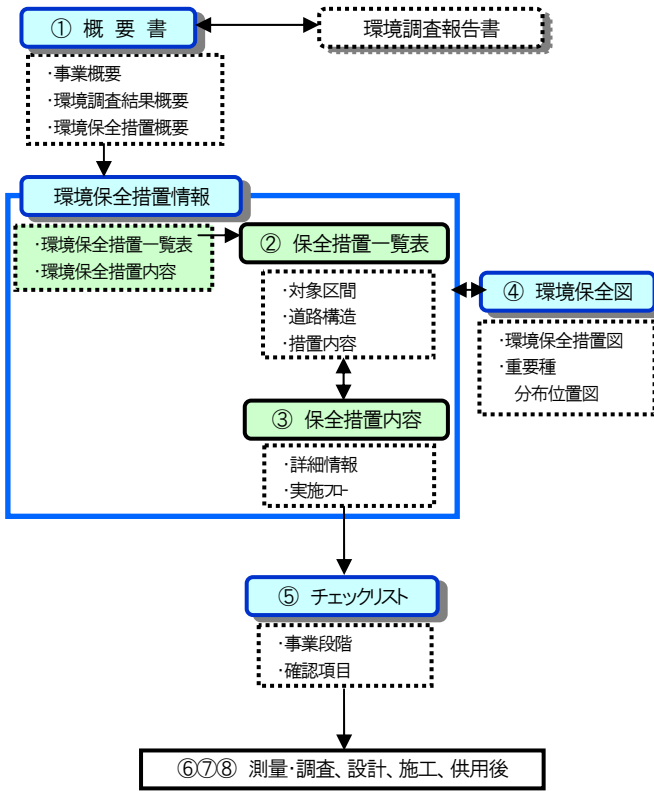 ① 概 要 書
環境調査報告書
・事業概要
・環境調査結果概要
・環境保全措置概要
環境保全措置情報
・環境保全措置一覧表
・環境保全措置内容
② 保全措置一覧表
・対象区間
・道路構造
・措置内容
④ 環境保全図
・環境保全措置図
・重要種
分布位置図
③ 保全措置内容
・詳細情報
・実施フロー
⑤ チェックリスト
・事業段階
・確認項目
⑥⑦⑧ 測量・調査、設計、施工、供用後